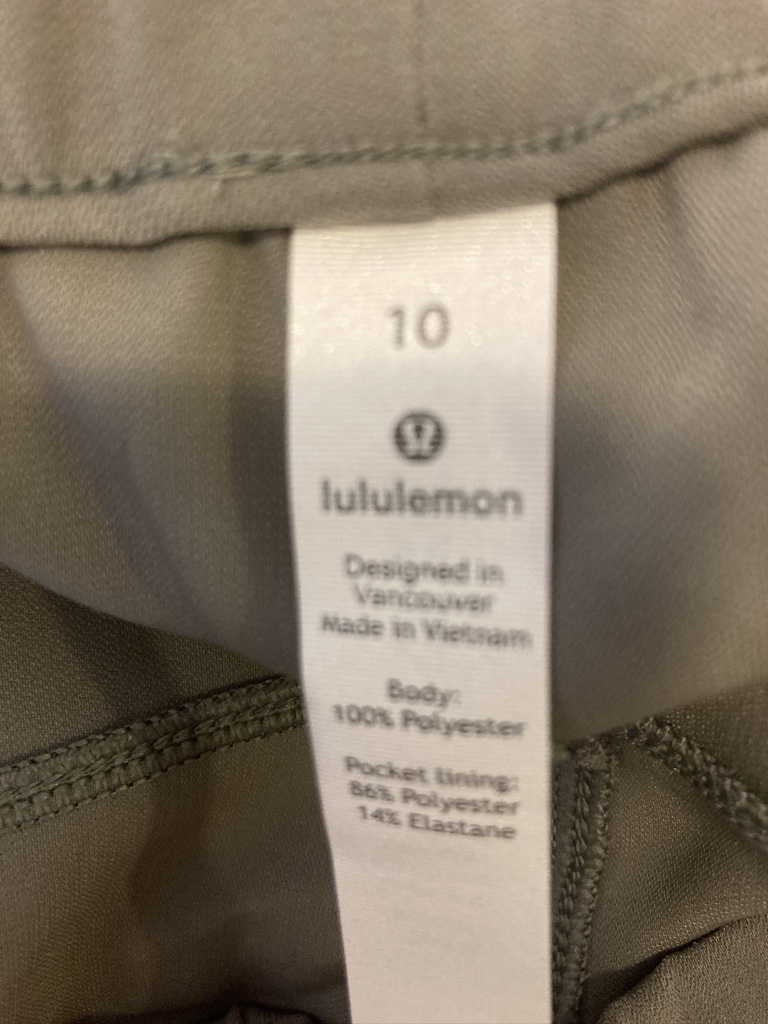 10
lululemon
Designed in
Vancouver
Made in Vietnam
Body:
100% Polyester
Pocket lining:
86% Polyester
14% Elastane